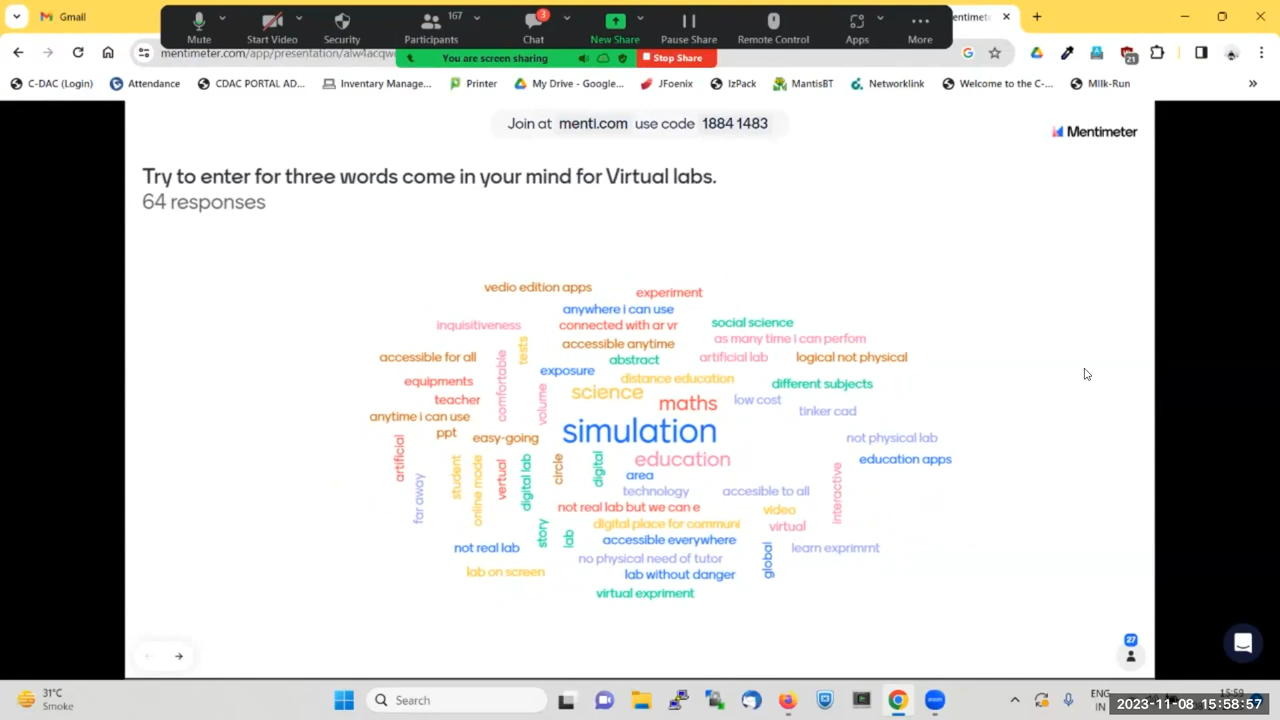 Gmail
167
3
Mute
Start Video
Security
Participants
Chat
New Share
Pause Share
Remote Control
Apps
More
You are screen sharing
Stop Share
21
C-DAC (Login)
Attendance
CDAC PORTAL AD...
Inventory Manage...
Printer
My Drive - Google...
JFoenix
IzPack
MantisBT
Networklink
Welcome to the C-...
Milk-Run
Join at menti.com use code 1884 1483
Mentimeter
Try to enter for three words come in your mind for Virtual labs.
64 responses
vedio edition apps
experiment
anywhere i can use
inquisitiveness
connected with ar vr
social science
tests
accessible anytime
as many time i can perfom
accessible for all
comfortable
abstract
artificial lab
logical not physical
exposure
distance education
equipments
volume
science
different subjects
teacher
maths
low cost
tinker cad
anytime i can use
ppt
easy-going
simulation
not physical lab
artificial
circle
digital
education
education apps
far away
student
online mode
vertual
digital lab
area
technology
accesible to all
interactive
not real lab but we can e
video
story
lab
digital place for communi
virtual
accessible everywhere
not real lab
global
learn exprimrnt
no physical need of tutor
lab on screen
lab without danger
virtual expriment
27
31°C
Smoke
Search
ENG
IN
15:59
2023-11-08 15:58:57